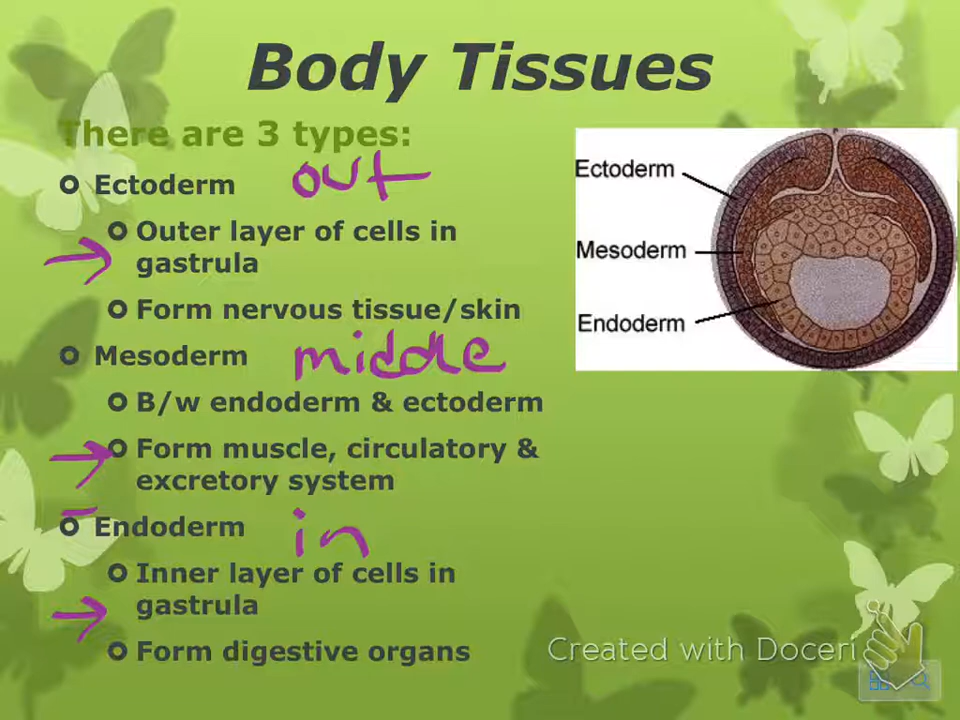 Body Tissues
There are 3 types:
Ectoderm out
Outer layer of cells in
gastrula
Form nervous tissue/skin
Mesoderm middle
B/w endoderm & ectoderm
Form muscle, circulatory &
excretory system
Endoderm in
Inner layer of cells in
gastrula
Form digestive organs
Ectoderm
Mesoderm
Endoderm
Created with Doceri